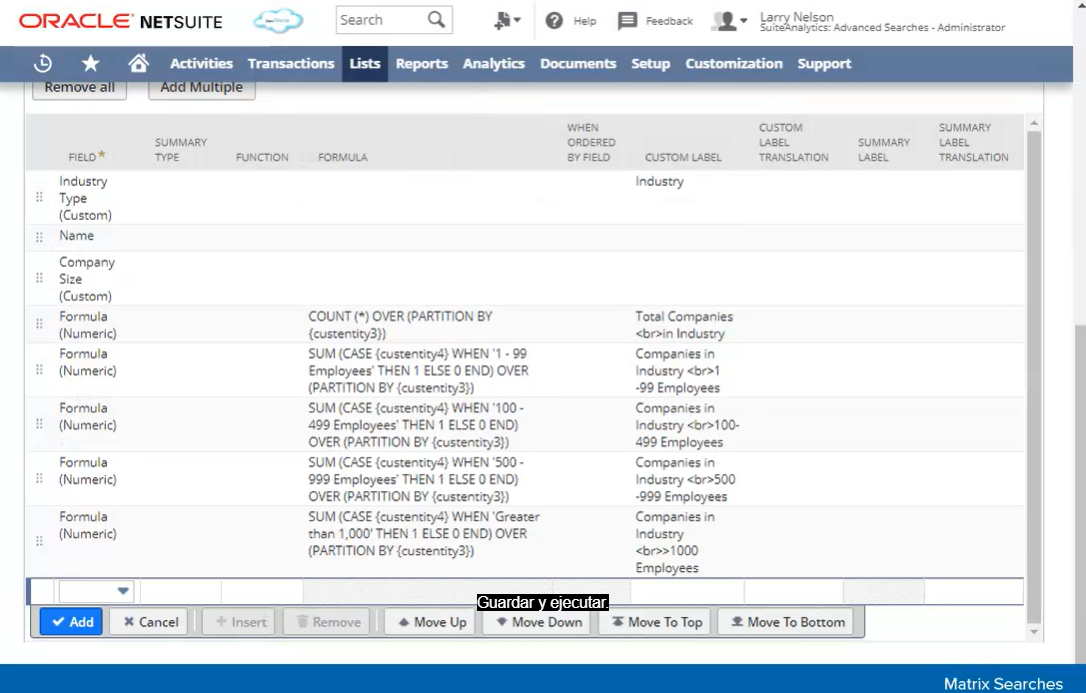 ORACLE NETSUITE
Search
Help
Feedback
Larry Nelson
SuiteAnalytics: Advanced Searches - Administrator
Activities Transactions Lists Reports Analytics Documents Setup Customization Support
Remove all Add Multiple
FIELD*
SUMMARY
TYPE
FUNCTION
FORMULA
WHEN
ORDERED
BY FIELD
CUSTOM LABEL
CUSTOM
LABEL
TRANSLATION
SUMMARY
LABEL
SUMMARY
LABEL
TRANSLATION
Industry
Type
(Custom)
Industry
Name
Company
Size
(Custom)
Formula
(Numeric)
COUNT (*) OVER (PARTITION BY
{custentity3})
Total Companies
<br>in Industry
Formula
(Numeric)
SUM (CASE {custentity4} WHEN '1 - 99
Employees' THEN 1 ELSE 0 END) OVER
(PARTITION BY {custentity3})
Companies in
Industry <br>1
-99 Employees
Formula
(Numeric)
SUM (CASE {custentity4} WHEN '100 -
499 Employees' THEN 1 ELSE 0 END)
OVER (PARTITION BY {custentity3})
Companies in
Industry <br>100-
499 Employees
Formula
(Numeric)
SUM (CASE {custentity4} WHEN '500 -
999 Employees' THEN 1 ELSE 0 END)
OVER (PARTITION BY {custentity3})
Companies in
Industry <br>500
-999 Employees
Formula
(Numeric)
SUM (CASE {custentity4} WHEN 'Greater
than 1,000' THEN 1 ELSE 0 END) OVER
(PARTITION BY {custentity3})
Companies in
Industry
<br>>1000
Employees
Guardar y ejecutar.
Add Cancel + Insert Remove Move Up Move Down Move To Top Move To Bottom
Matrix Searches